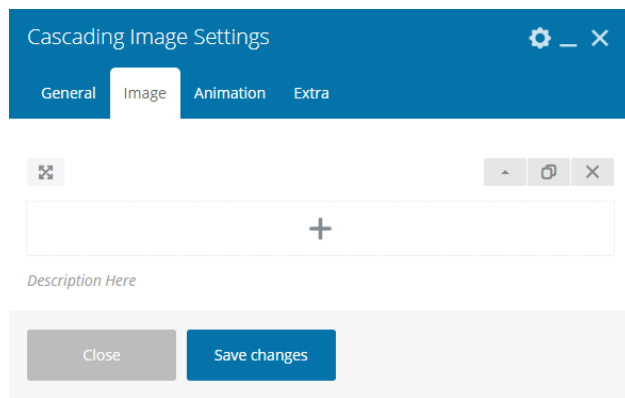 Cascading Image Settings
General Image Animation Extra
Description Here
Close Save changes